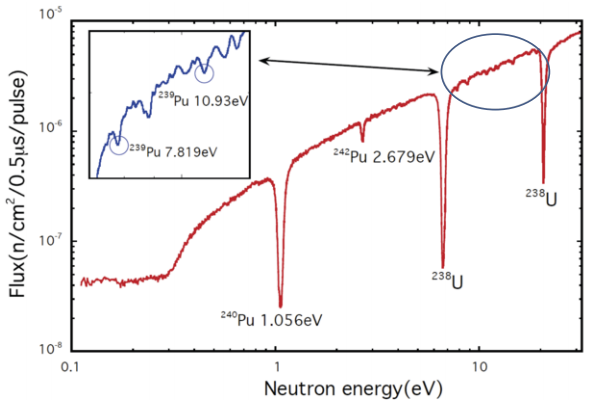 10⁻⁵
²³⁹Pu 10.93eV
²³⁹Pu 7.819eV
10⁻⁶
²⁴²Pu 2.679eV
²³⁸U
10⁻⁷
²³⁸U
²⁴⁰Pu 1.056eV
10⁻⁸
0.1
1
10
Flux(n/cm²/0.5μs/pulse)
Neutron energy(eV)